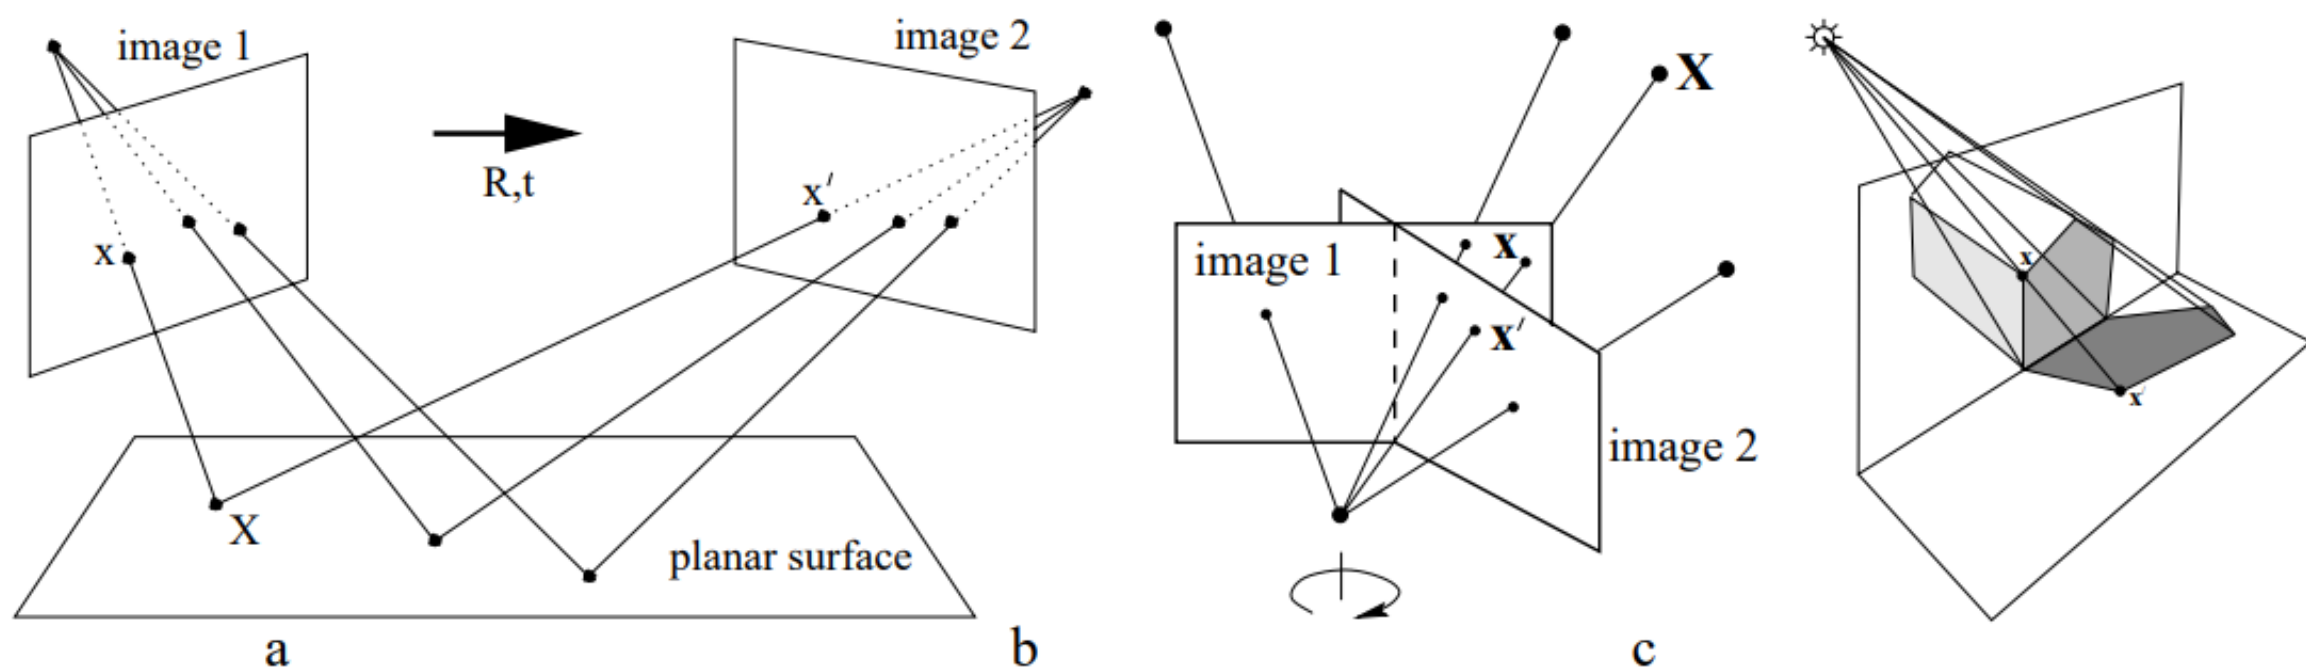 image 1
image 2
R,t
x
x′
X
planar surface
a
X
image 1
x
x′
image 2
b
x
x′
c